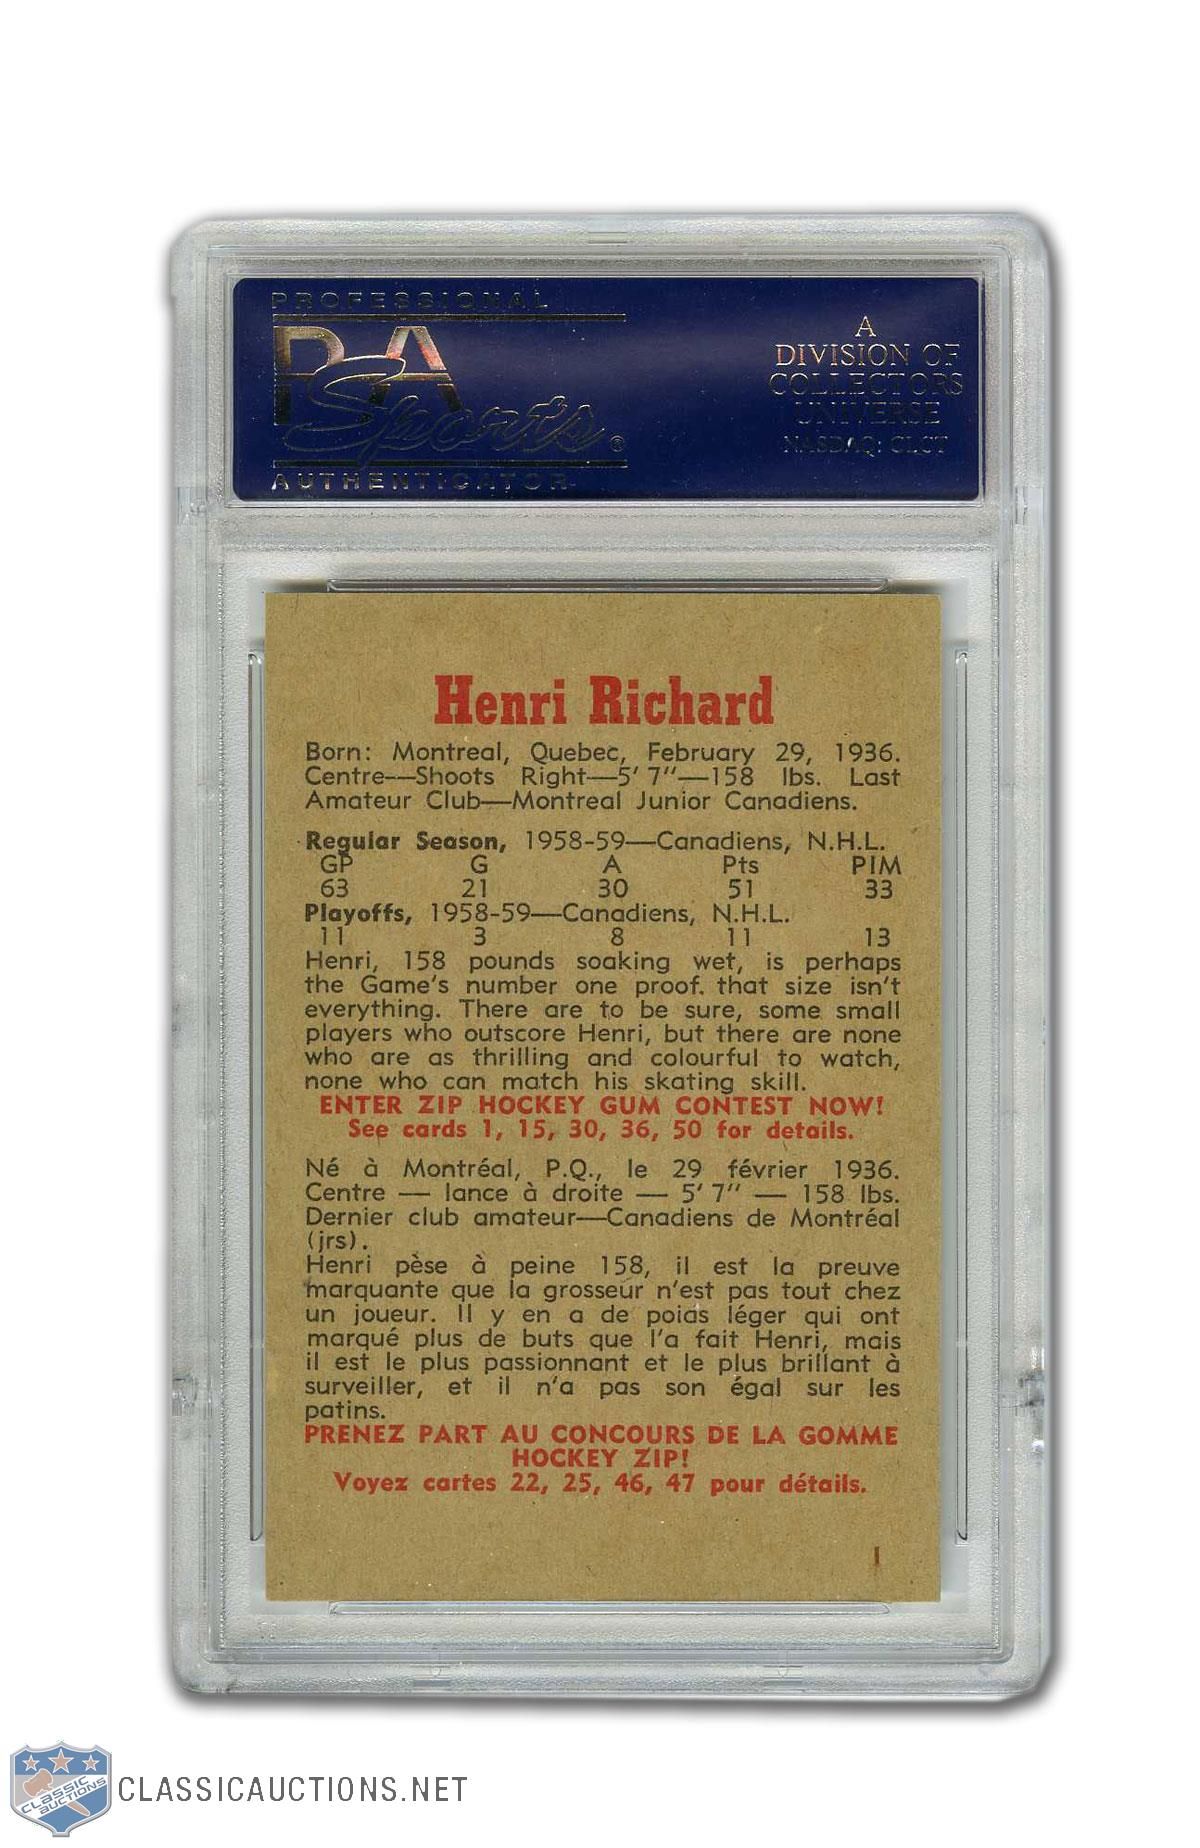 PROFESSIONAL
PSA
Sports®
AUTHENTICATOR
A
DIVISION OF
COLLECTORS
UNIVERSE
NASDAQ: CLCT
Henri Richard
Born: Montreal, Quebec, February 29, 1936.
Centre—Shoots Right—5' 7"—158 lbs. Last
Amateur Club—Montreal Junior Canadiens.
Regular Season, 1958-59—Canadiens, N.H.L.
GP G A Pts PIM
63 21 30 51 33
Playoffs, 1958-59—Canadiens, N.H.L.
11 3 8 11 13
Henri, 158 pounds soaking wet, is perhaps
the Game's number one proof. that size isn't
everything. There are to be sure, some small
players who outscore Henri, but there are none
who are as thrilling and colourful to watch,
none who can match his skating skill.
ENTER ZIP HOCKEY GUM CONTEST NOW!
See cards 1, 15, 30, 36, 50 for details.
Né à Montréal, P.Q., le 29 février 1936.
Centre — lance à droite — 5' 7" — 158 lbs.
Dernier club amateur—Canadiens de Montréal
(jrs).
Henri pèse à peine 158, il est la preuve
marquante que la grosseur n'est pas tout chez
un joueur. Il y en a de poids léger qui ont
marqué plus de buts que l'a fait Henri, mais
il est le plus passionnant et le plus brillant à
surveiller, et il n'a pas son égal sur les
patins.
PRENEZ PART AU CONCOURS DE LA GOMME
HOCKEY ZIP!
Voyez cartes 22, 25, 46, 47 pour détails.
1
CLASSIC
AUCTIONS
CLASSICAUCTIONS.NET